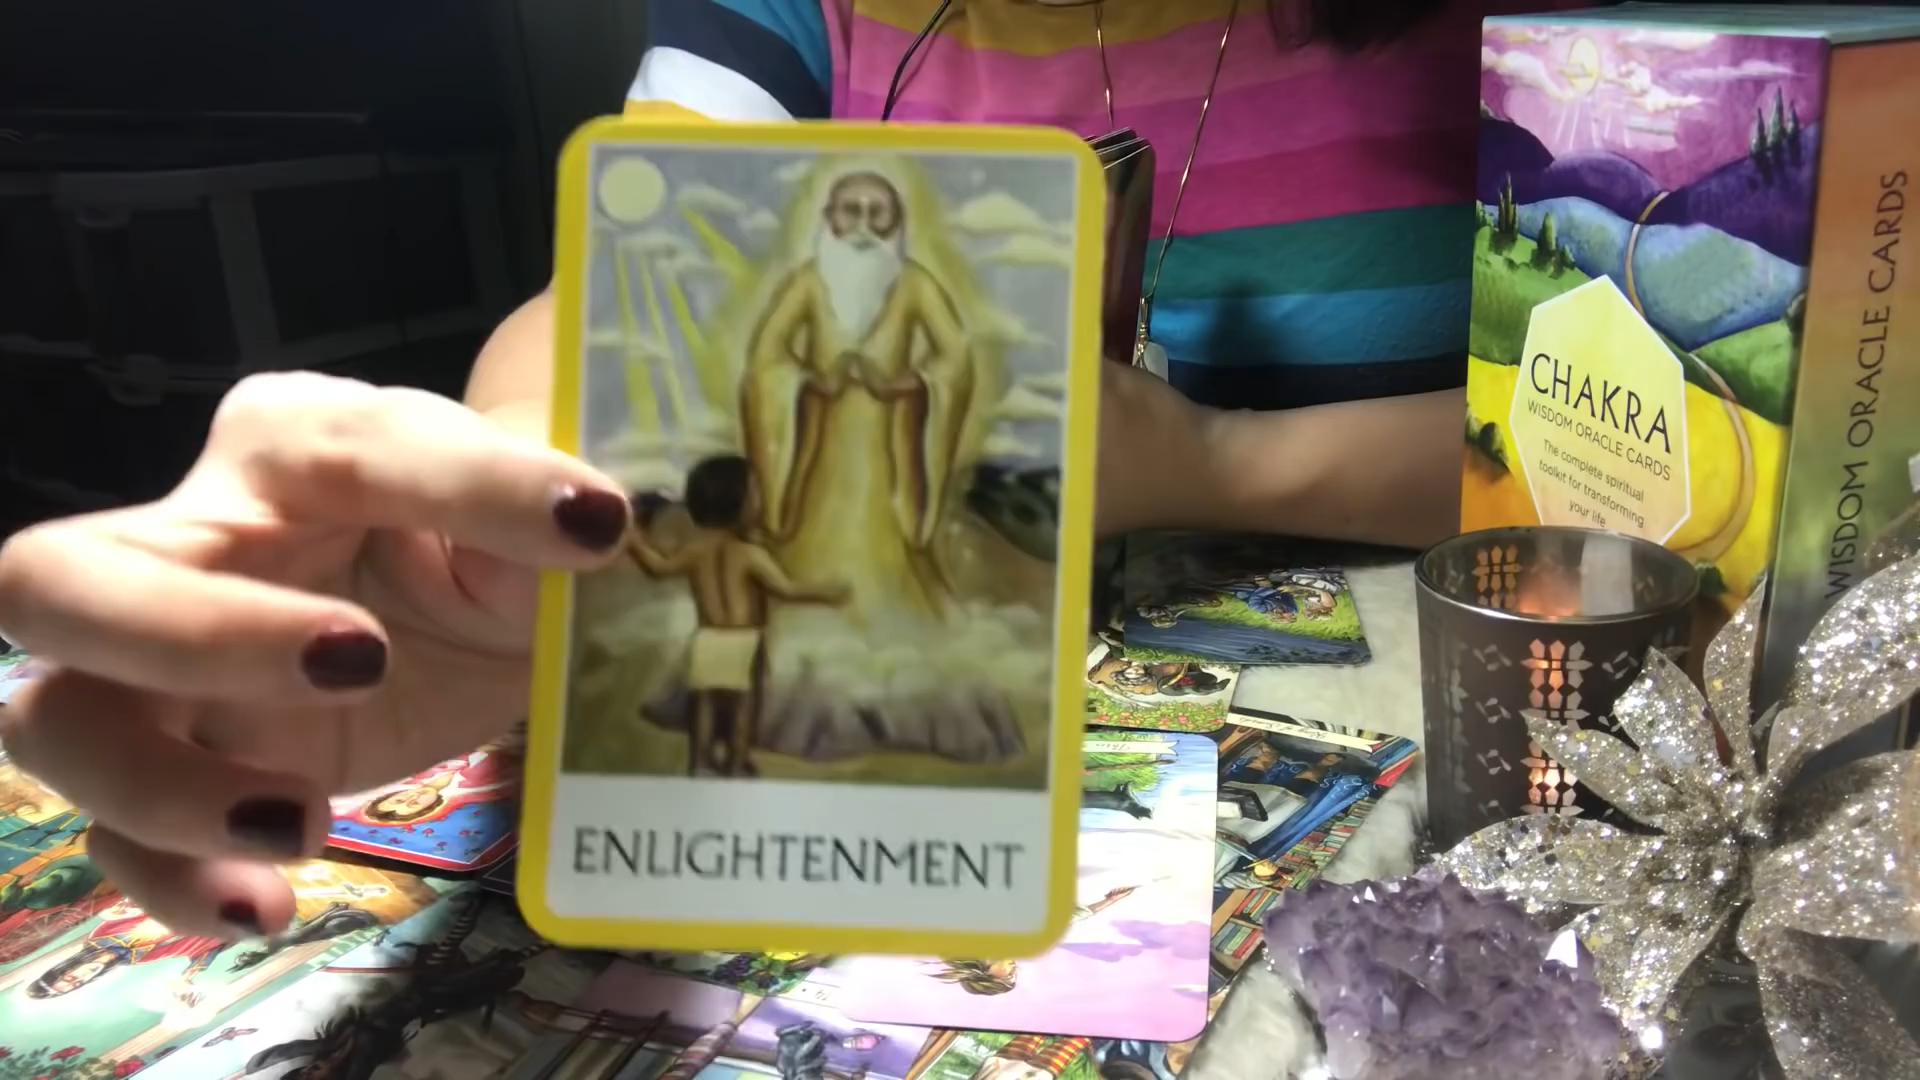 ENLIGHTENMENT
CHAKRA
WISDOM ORACLE CARDS
The complete spiritual
toolkit for transforming
your life
WISDOM ORACLE CARDS